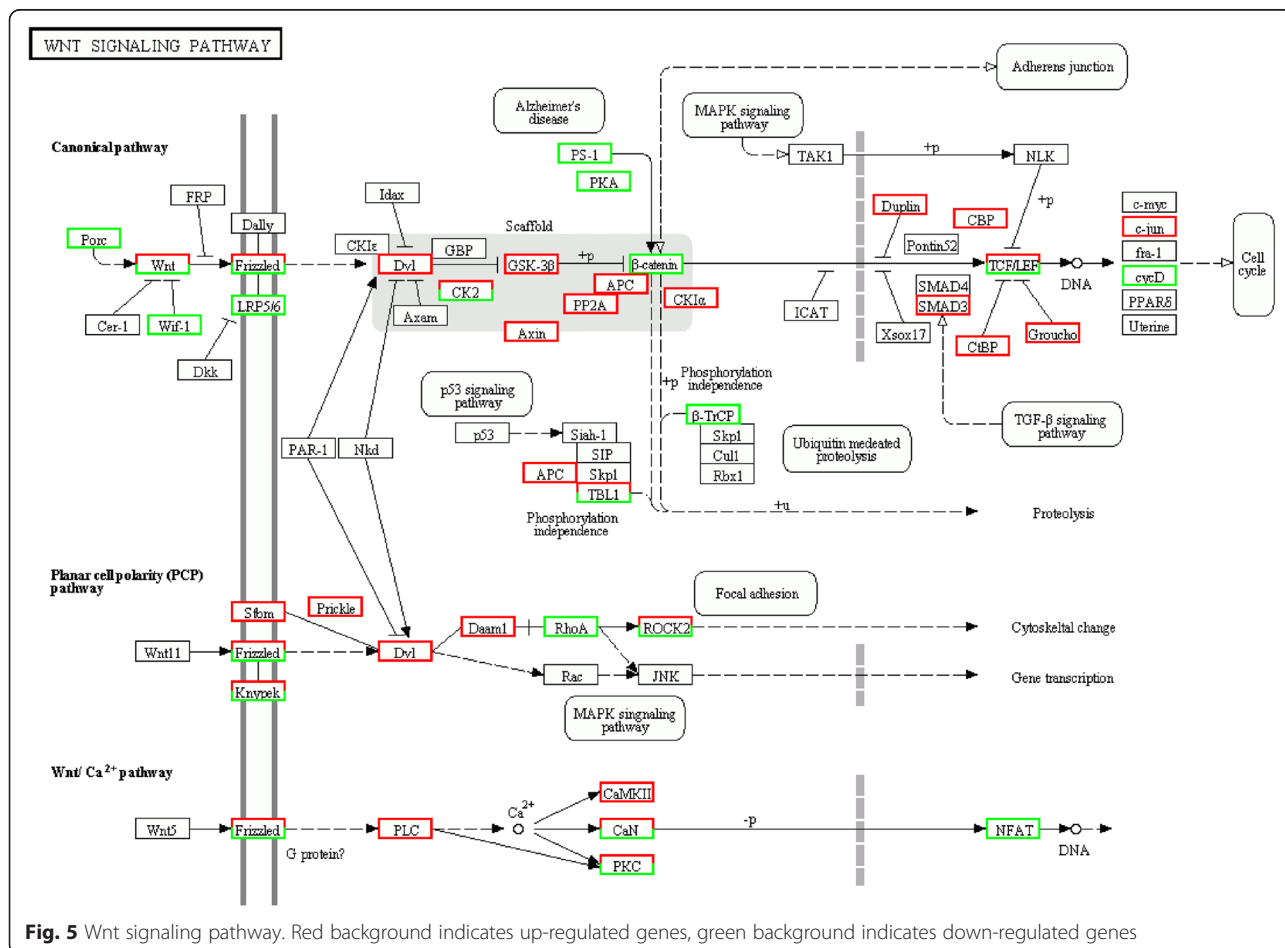 WNT SIGNALING PATHWAY
Adherens junction
Alzheimer's
disease
MAPK signaling
pathway
Canonical pathway
PS-1
PKA
TAK1
+p
NLK
FRP
Idax
Dally
Scaffold
Duplin
CBP
+p
c-myc
c-jun
fra-1
cycD
PPARδ
Uterine
Cell
cycle
Porc
Wnt
Frizzled
CKIε
Dvl
GBP
GSK-3β
+p
β-catenin
Pontin52
TCF/LEF
DNA
LRP5/6
CK2
APC
PP2A
CKIα
SMAD4
SMAD3
Cer-1
Wif-1
Axam
Axin
ICAT
Xsox17
CtBP
Groucho
Dkk
p53 signaling
pathway
+p
Phosphorylation
independence
β-TrCP
Skp1
Cul1
Rbx1
Ubiquitin medeated
proteolysis
TGF-β signaling
pathway
PAR-1
Nkd
p53
Siah-1
SIP
APC
Skp1
TBL1
Phosphorylation
independence
+u
Proteolysis
Planar cell polarity (PCP)
pathway
Focal adhesion
Stbm
Prickle
Daam1
RhoA
ROCK2
Cytoskeltal change
Wnt11
Frizzled
Dvl
Rac
JNK
Gene transcription
Knypek
MAPK singnaling
pathway
Wnt/ Ca2+ pathway
CaMKII
Ca2+
Wnt5
Frizzled
PLC
CaN
-p
NFAT
DNA
G protein?
PKC
Fig. 5 Wnt signaling pathway. Red background indicates up-regulated genes, green background indicates down-regulated genes